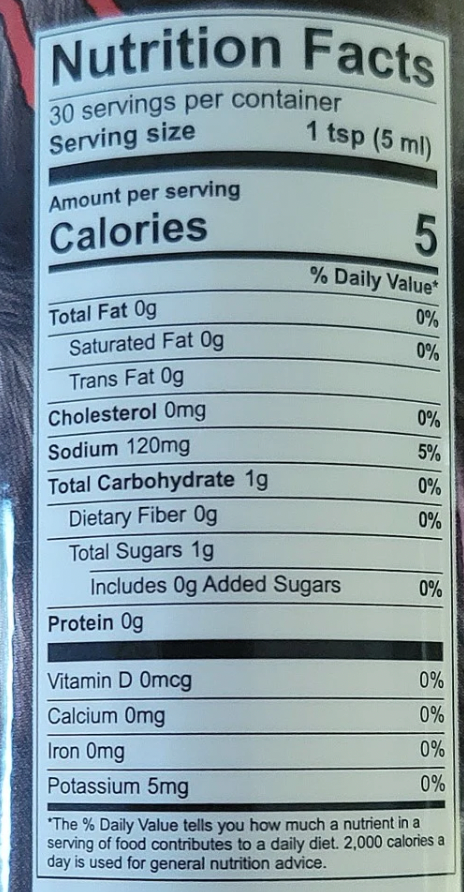 Nutrition Facts
30 servings per container
Serving size 1 tsp (5 ml)
Amount per serving
Calories 5
% Daily Value*
Total Fat 0g 0%
Saturated Fat 0g 0%
Trans Fat 0g
Cholesterol 0mg 0%
Sodium 120mg 5%
Total Carbohydrate 1g 0%
Dietary Fiber 0g 0%
Total Sugars 1g
Includes 0g Added Sugars 0%
Protein 0g
Vitamin D 0mcg 0%
Calcium 0mg 0%
Iron 0mg 0%
Potassium 5mg 0%
*The % Daily Value tells you how much a nutrient in a
serving of food contributes to a daily diet. 2,000 calories a
day is used for general nutrition advice.